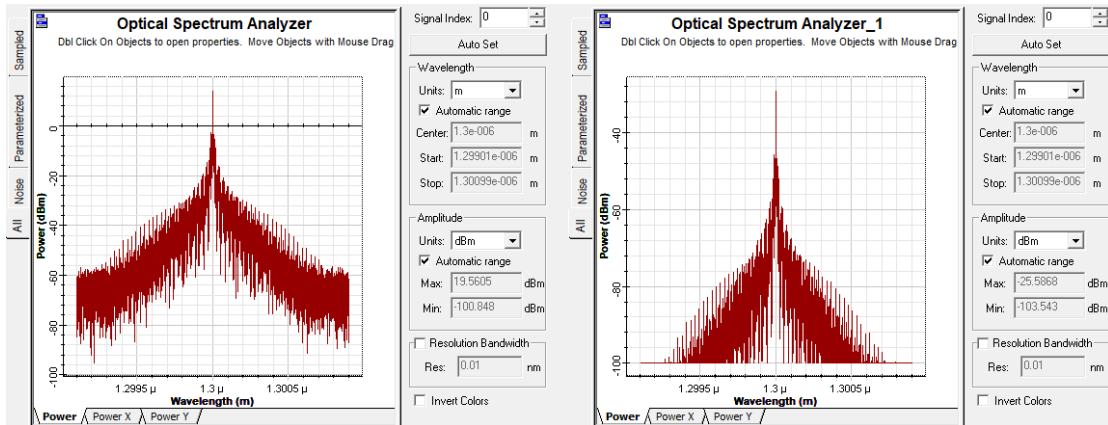 Optical Spectrum Analyzer
Dbl Click On Objects to open properties. Move Objects with Mouse Drag
Sampled
Parameterized
Noise
All
Power (dBm)
0
-20
-40
-60
-80
-100
1.2995 µ
1.3 µ
1.3005 µ
Wavelength (m)
Power
Power X
Power Y
Signal Index: 0
Auto Set
Wavelength
Units: m
Automatic range
Center: 1.3e-006 m
Start: 1.29901e-006 m
Stop: 1.30099e-006 m
Amplitude
Units: dBm
Automatic range
Max: 19.5605 dBm
Min: -100.848 dBm
Resolution Bandwidth
Res: 0.01 nm
Invert Colors
Optical Spectrum Analyzer_1
Dbl Click On Objects to open properties. Move Objects with Mouse Drag
Sampled
Parameterized
Noise
All
Power (dBm)
-40
-60
-80
-100
1.2995 µ
1.3 µ
1.3005 µ
Wavelength (m)
Power
Power X
Power Y
Signal Index: 0
Auto Set
Wavelength
Units: m
Automatic range
Center: 1.3e-006 m
Start: 1.29901e-006 m
Stop: 1.30099e-006 m
Amplitude
Units: dBm
Automatic range
Max: -25.5868 dBm
Min: -103.543 dBm
Resolution Bandwidth
Res: 0.01 nm
Invert Colors